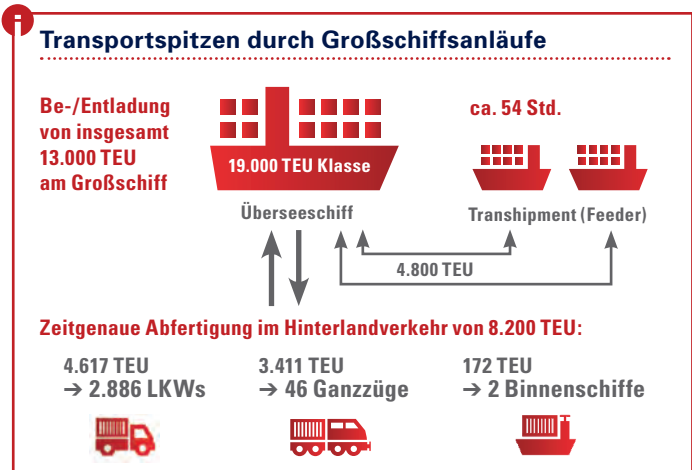 i
Transportspitzen durch Großschiffsanläufe
Be-/Entladung
von insgesamt
13.000 TEU
am Großschiff
19.000 TEU Klasse
Überseeschiff
ca. 54 Std.
Transhipment (Feeder)
4.800 TEU
Zeitgenaue Abfertigung im Hinterlandverkehr von 8.200 TEU:
4.617 TEU
➔ 2.886 LKWs
3.411 TEU
➔ 46 Ganzzüge
172 TEU
➔ 2 Binnenschiffe